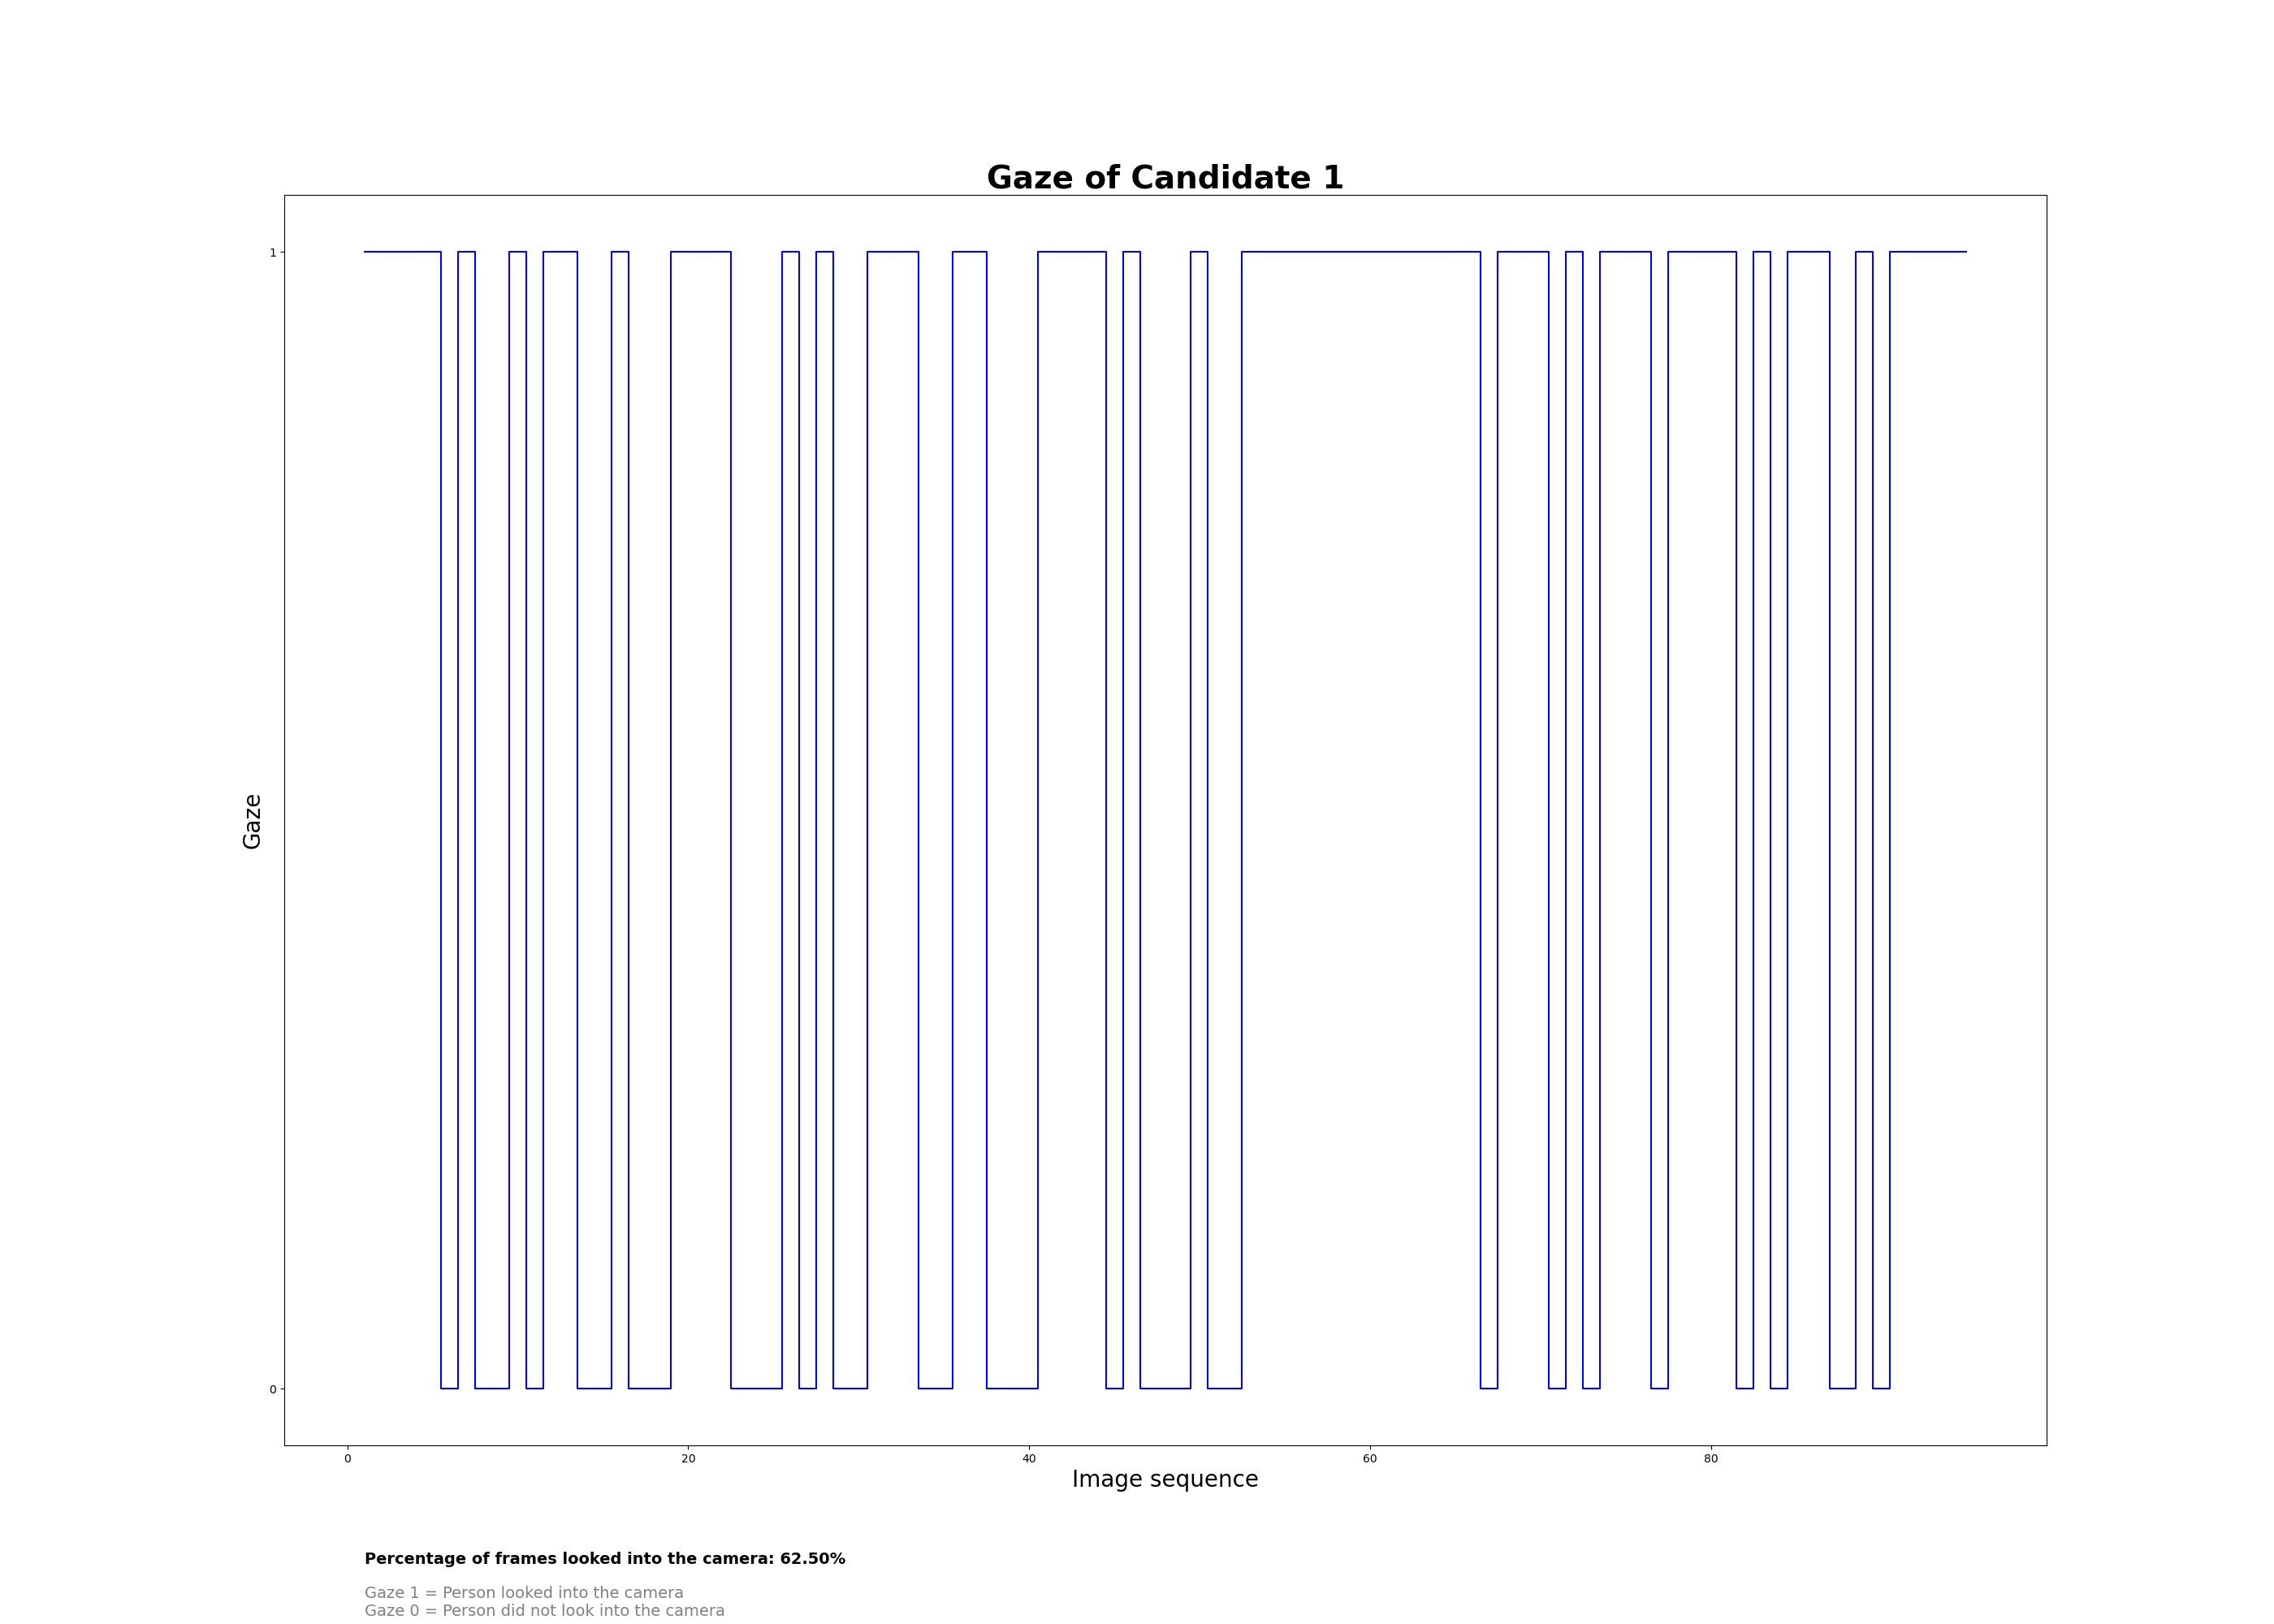 Gaze of Candidate 1
1
Gaze
0
0 20 40 60 80
Image sequence
Percentage of frames looked into the camera: 62.50%
Gaze 1 = Person looked into the camera
Gaze 0 = Person did not look into the camera